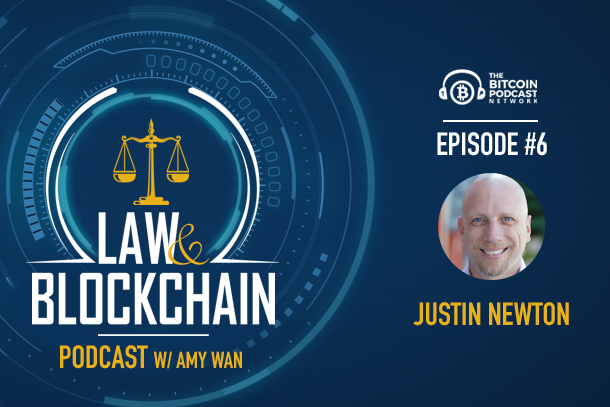 LAW &
BLOCKCHAIN
PODCAST W/ AMY WAN
THE
BITCOIN
PODCAST
NETWORK
EPISODE #6
JUSTIN NEWTON